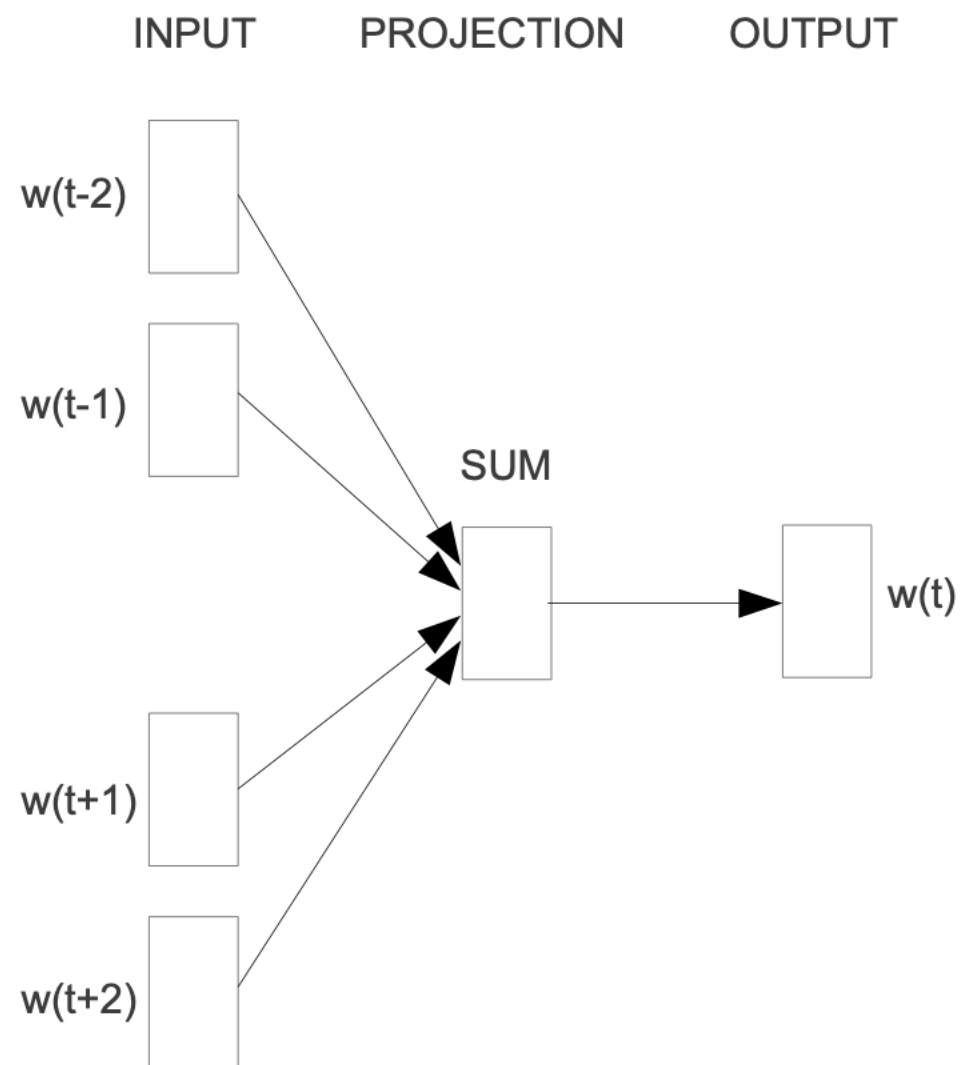 INPUT PROJECTION OUTPUT
w(t-2)
w(t-1)
SUM
w(t)
w(t+1)
w(t+2)